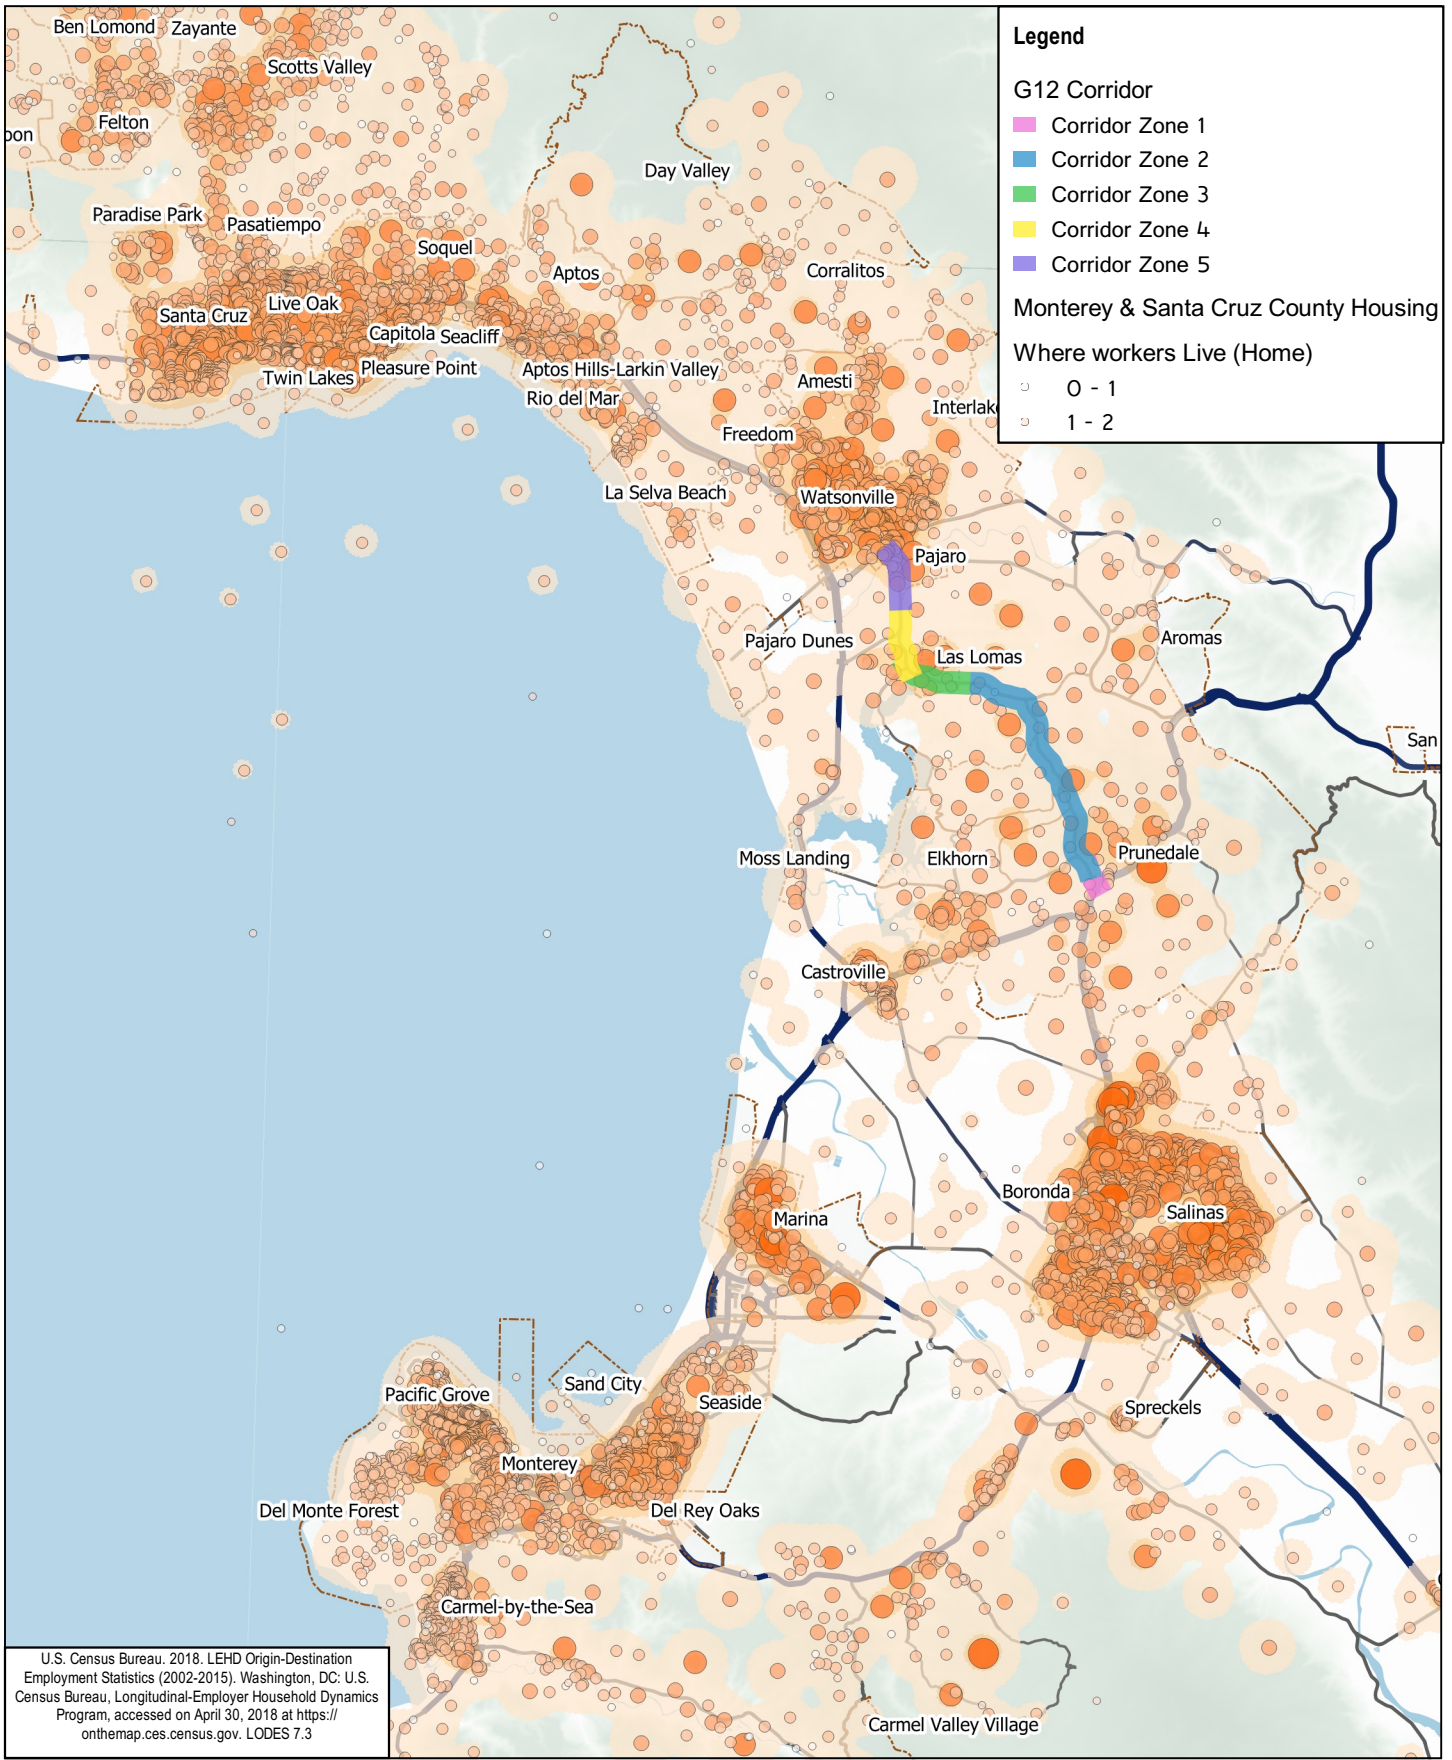 Ben Lomond
Zayante
Scotts Valley
Felton
oon
Day Valley
Paradise Park
Pasatiempo
Soquel
Aptos
Corralitos
Santa Cruz
Live Oak
Capitola
Seacliff
Twin Lakes
Pleasure Point
Aptos Hills-Larkin Valley
Rio del Mar
Amesti
Interlak
Freedom
Watsonville
La Selva Beach
Pajaro
Pajaro Dunes
Las Lomas
Aromas
San
Moss Landing
Elkhorn
Prunedale
Castroville
Boronda
Salinas
Marina
Sand City
Pacific Grove
Seaside
Spreckels
Monterey
Del Monte Forest
Del Rey Oaks
Carmel-by-the-Sea
Carmel Valley Village
Legend
G12 Corridor
Corridor Zone 1
Corridor Zone 2
Corridor Zone 3
Corridor Zone 4
Corridor Zone 5
Monterey & Santa Cruz County Housing
Where workers Live (Home)
0 - 1
1 - 2
U.S. Census Bureau. 2018. LEHD Origin-Destination
Employment Statistics (2002-2015). Washington, DC: U.S.
Census Bureau, Longitudinal-Employer Household Dynamics
Program, accessed on April 30, 2018 at https://
onthemap.ces.census.gov. LODES 7.3